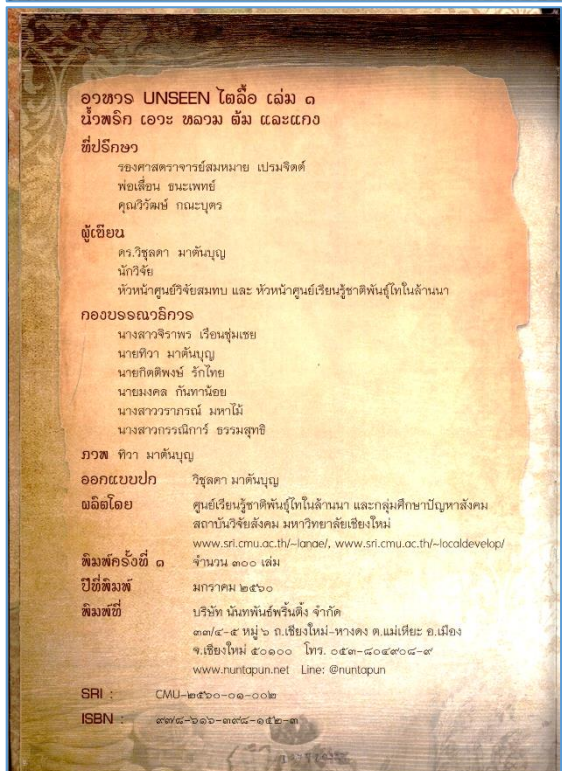 อาหาร UNSEEN ไตลื้อ เล่ม ๑
น้ำพริก เอาะ หลาม ต้ม และแกง
ที่ปรึกษา
รองศาสตราจารย์สมหมาย เปรมจิตต์
พ่อเลื่อน ธนะเพทย์
คุณวิวัฒม์ กณะบุตร
ผู้เขียน
ดร.วิชุลดา มาตันบุญ
นักวิจัย
หัวหน้าศูนย์วิจัยสมทบ และ หัวหน้าศูนย์เรียนรู้ชาติพันธุ์ไทในล้านนา
กองบรรณาธิการ
นางสาวจิราพร เรือนชุ่มเชย
นายทิวา มาตันบุญ
นายกิตติพงษ์ รักไทย
นายมงคล กันทาน้อย
นางสาววราภรณ์ มหาไม้
นางสาวกรรณิการ์ ธรรมสุทธิ
ภาพ ทิวา มาตันบุญ
ออกแบบปก วิชุลดา มาตันบุญ
ผลิตโดย ศูนย์เรียนรู้ชาติพันธุ์ไทในล้านนา และกลุ่มศึกษาปัญหาสังคม
สถาบันวิจัยสังคม มหาวิทยาลัยเชียงใหม่
www.sri.cmu.ac.th/~lanae/, www.sri.cmu.ac.th/~localdevelop/
พิมพ์ครั้งที่ ๑ จำนวน ๓๐๐ เล่ม
ปีที่พิมพ์ มกราคม ๒๕๖๐
พิมพ์ที่ บริษัท นันทพันธ์พริ้นติ้ง จำกัด
๓๓/๔-๕ หมู่ ๖ ถ.เชียงใหม่-หางดง ต.แม่เหียะ อ.เมือง
จ.เชียงใหม่ ๕๐๑๐๐ โทร. ๐๕๓-๘๐๔๙๐๘-๙
www.nuntapun.net Line: @nuntapun
SRI : CMU-๒๕๖๐-๐๑-๐๐๒
ISBN : ๙๗๘-๖๑๖-๓๙๘-๑๕๒-๓